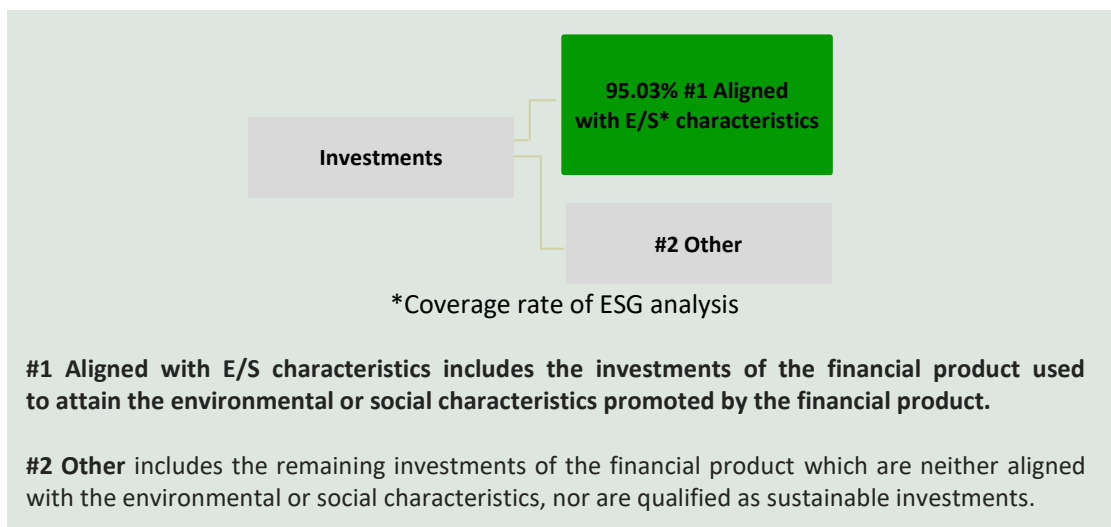 95.03% #1 Aligned
with E/S* characteristics
Investments
#2 Other
*Coverage rate of ESG analysis
#1 Aligned with E/S characteristics includes the investments of the financial product used
to attain the environmental or social characteristics promoted by the financial product.
#2 Other includes the remaining investments of the financial product which are neither aligned
with the environmental or social characteristics, nor are qualified as sustainable investments.